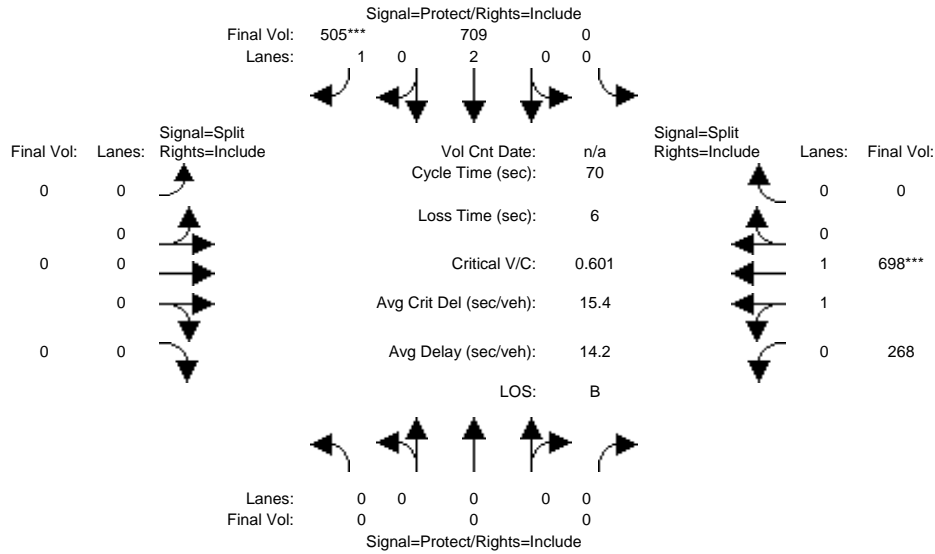 Signal=Protect/Rights=Include
Final Vol: 505*** 709 0
Lanes: 1 0 2 0 0
Signal=Split Signal=Split
Final Vol: Lanes: Rights=Include Vol Cnt Date: n/a Rights=Include Lanes: Final Vol:
Cycle Time (sec): 70
0 0 0 0
Loss Time (sec): 6
0 0
0 0 Critical V/C: 0.601 1 698***
0 Avg Crit Del (sec/veh): 15.4 1
0 0 Avg Delay (sec/veh): 14.2 0 268
LOS: B
Lanes: 0 0 0 0 0
Final Vol: 0 0 0
Signal=Protect/Rights=Include